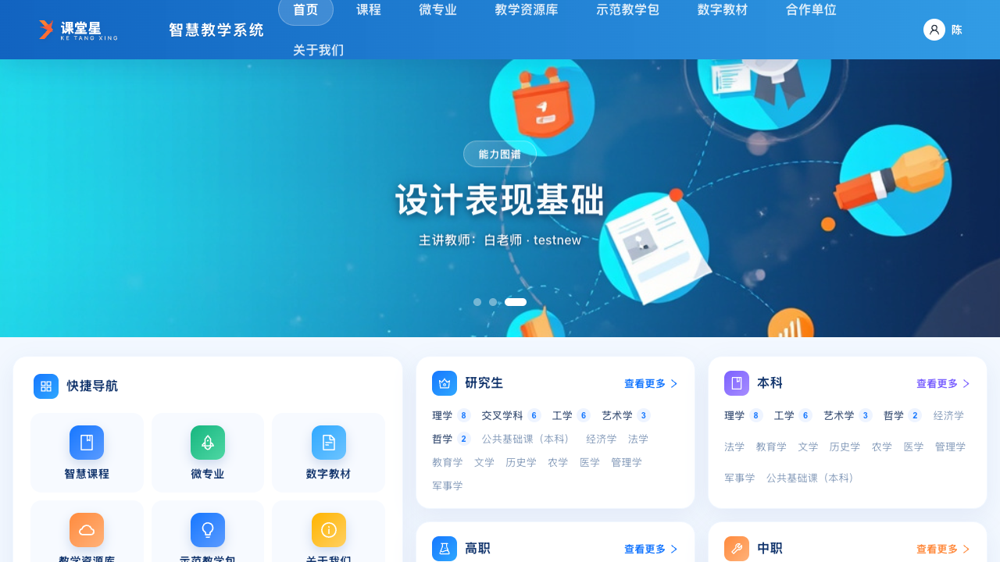 课堂星
KE TANG XING
智慧教学系统
首页 课程 微专业 教学资源库 示范教学包 数字教材 合作单位
关于我们
陈
能力图谱
设计表现基础
主讲教师：白老师 · testnew
快捷导航
智慧课程 微专业 数字教材
教学资源库 示范教学包 关于我们
研究生 查看更多
理学 8 交叉学科 6 工学 6 艺术学 3
哲学 2 公共基础课（本科） 经济学 法学
教育学 文学 历史学 农学 医学 管理学
军事学
本科 查看更多
理学 8 工学 6 艺术学 3 哲学 2 经济学
法学 教育学 文学 历史学 农学 医学 管理学
军事学 公共基础课（本科）
高职 查看更多
中职 查看更多